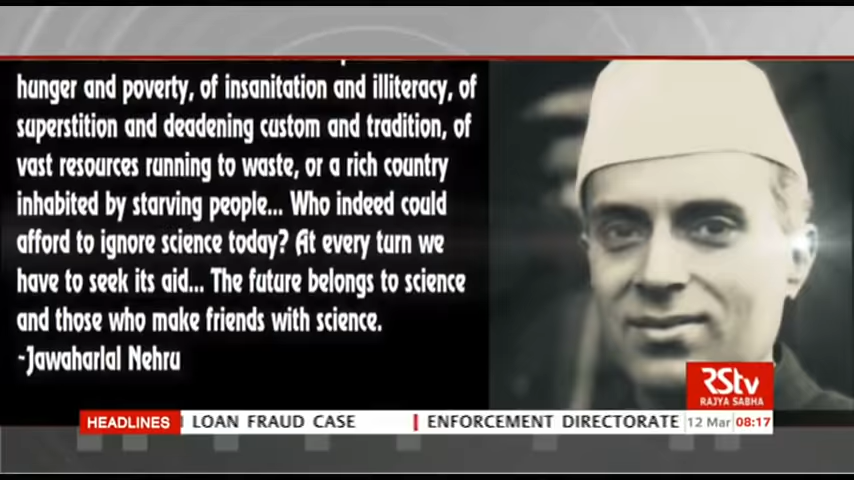 hunger and poverty, of insanitation and illiteracy, of
superstition and deadening custom and tradition, of
vast resources running to waste, or a rich country
inhabited by starving people... Who indeed could
afford to ignore science today? At every turn we
have to seek its aid... The future belongs to science
and those who make friends with science.
-Jawaharlal Nehru
RStv
RAJYA SABHA
HEADLINES LOAN FRAUD CASE ENFORCEMENT DIRECTORATE 12 Mar 08:17